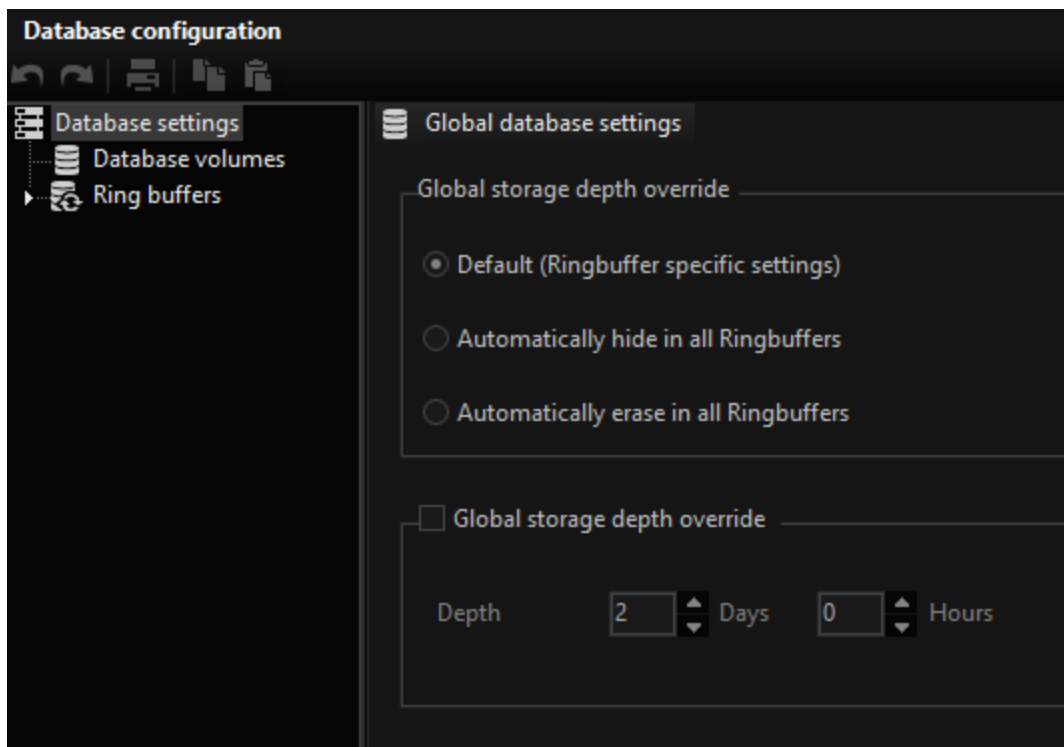 Database configuration
Database settings
Database volumes
Ring buffers
Global database settings
Global storage depth override
Default (Ringbuffer specific settings)
Automatically hide in all Ringbuffers
Automatically erase in all Ringbuffers
Global storage depth override
Depth 2 Days 0 Hours